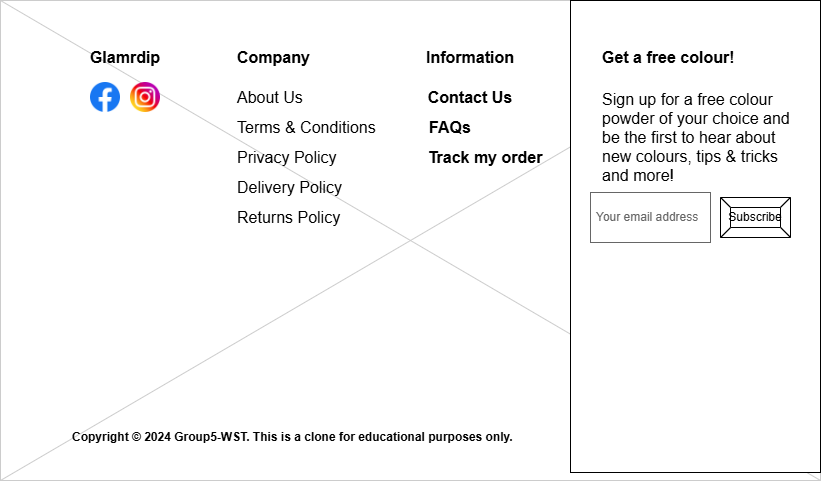 Glamrdip
Company
About Us
Terms & Conditions
Privacy Policy
Delivery Policy
Returns Policy
Information
Contact Us
FAQs
Track my order
Get a free colour!
Sign up for a free colour
powder of your choice and
be the first to hear about
new colours, tips & tricks
and more!
Your email address
Subscribe
Copyright © 2024 Group5-WST. This is a clone for educational purposes only.